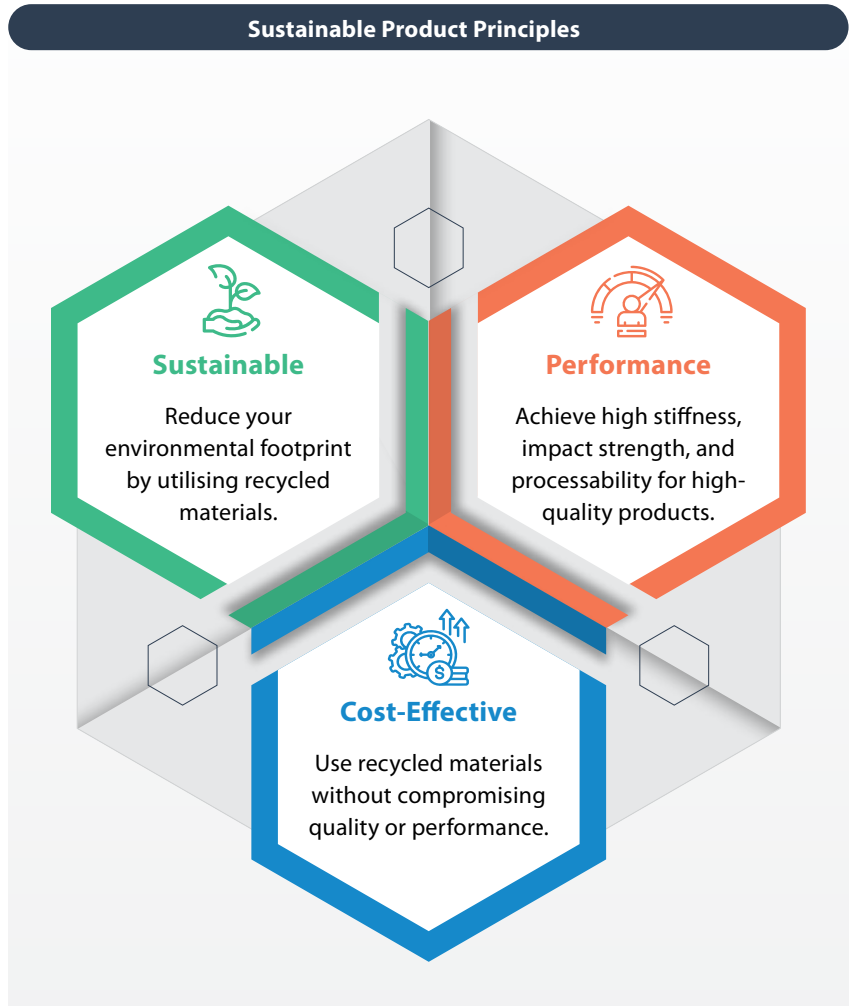 Sustainable Product Principles
Sustainable
Reduce your
environmental footprint
by utilising recycled
materials.
Performance
Achieve high stiffness,
impact strength, and
processability for high-
quality products.
$
Cost-Effective
Use recycled materials
without compromising
quality or performance.